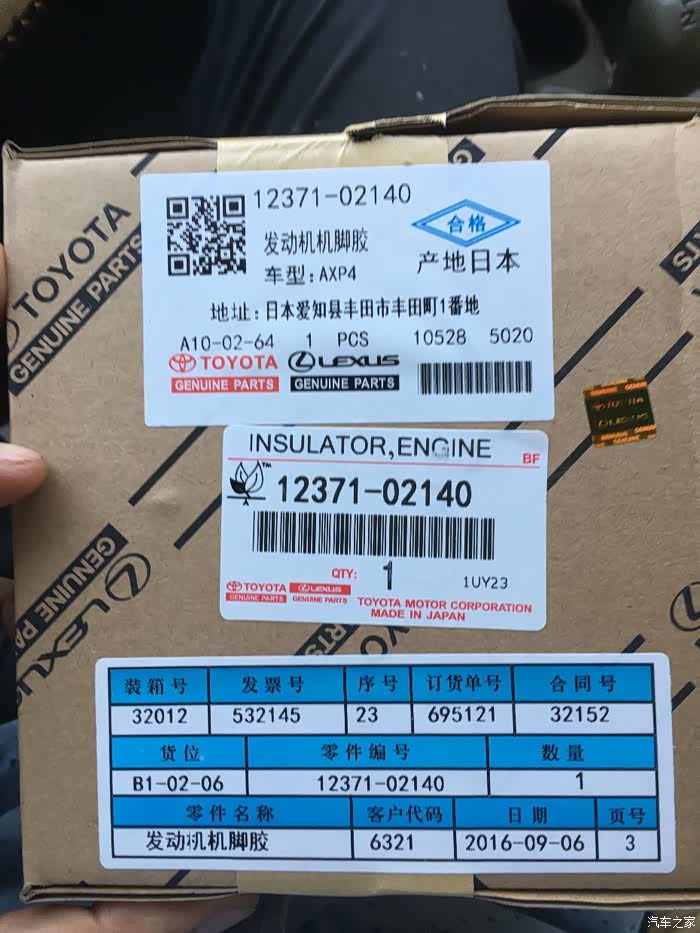 TOYOTA
GENUINE PARTS
12371-02140
合格
发动机机脚胶
产地日本
车型:AXP4
地址:日本爱知县丰田市丰田町1番地
A10-02-64 1 PCS 10528 5020
TOYOTA LEXUS
GENUINE PARTS GENUINE PARTS
TOYOTA
LEXUS
INSULATOR,ENGINE
BF
TM
12371-02140
QTY: 1 1UY23
TOYOTA LEXUS
GENUINE PARTS GENUINE PARTS
TOYOTA MOTOR CORPORATION
MADE IN JAPAN
GENUINE PA
LEXUS
装箱号 发票号 序号 订货单号 合同号
32012 532145 23 695121 32152
货位 零件编号 数量
B1-02-06 12371-02140 1
零件名称 客户代码 日期 页号
发动机机脚胶 6321 2016-09-06 3
汽车之家